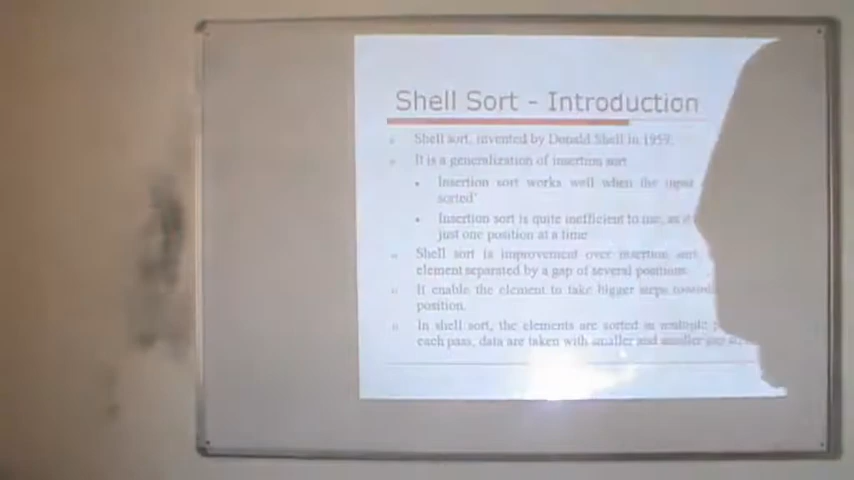 Shell Sort - Introduction
Shell sort, invented by Donald Shell in 1959.
It is a generalization of insertion sort
Insertion sort works well when the input
sorted'
Insertion sort is quite inefficient to use, as it
just one position at a time
Shell sort is improvement over insertion sort
element separated by a gap of several positions.
It enable the element to take bigger steps
position.
In shell sort, the elements are sorted in multiple
each pass, data are taken with smaller and smaller gap